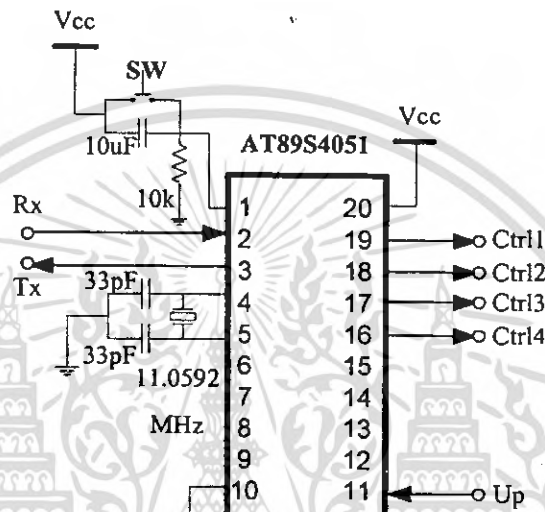 Vcc
SW
Vcc
10uF
AT89S4051
10k
Rx
1
20
2
19
Ctrl1
Tx
3
18
Ctrl2
33pF
4
17
Ctrl3
5
16
Ctrl4
33pF
6
15
11.0592
7
14
MHz
8
13
9
12
10
11
Up